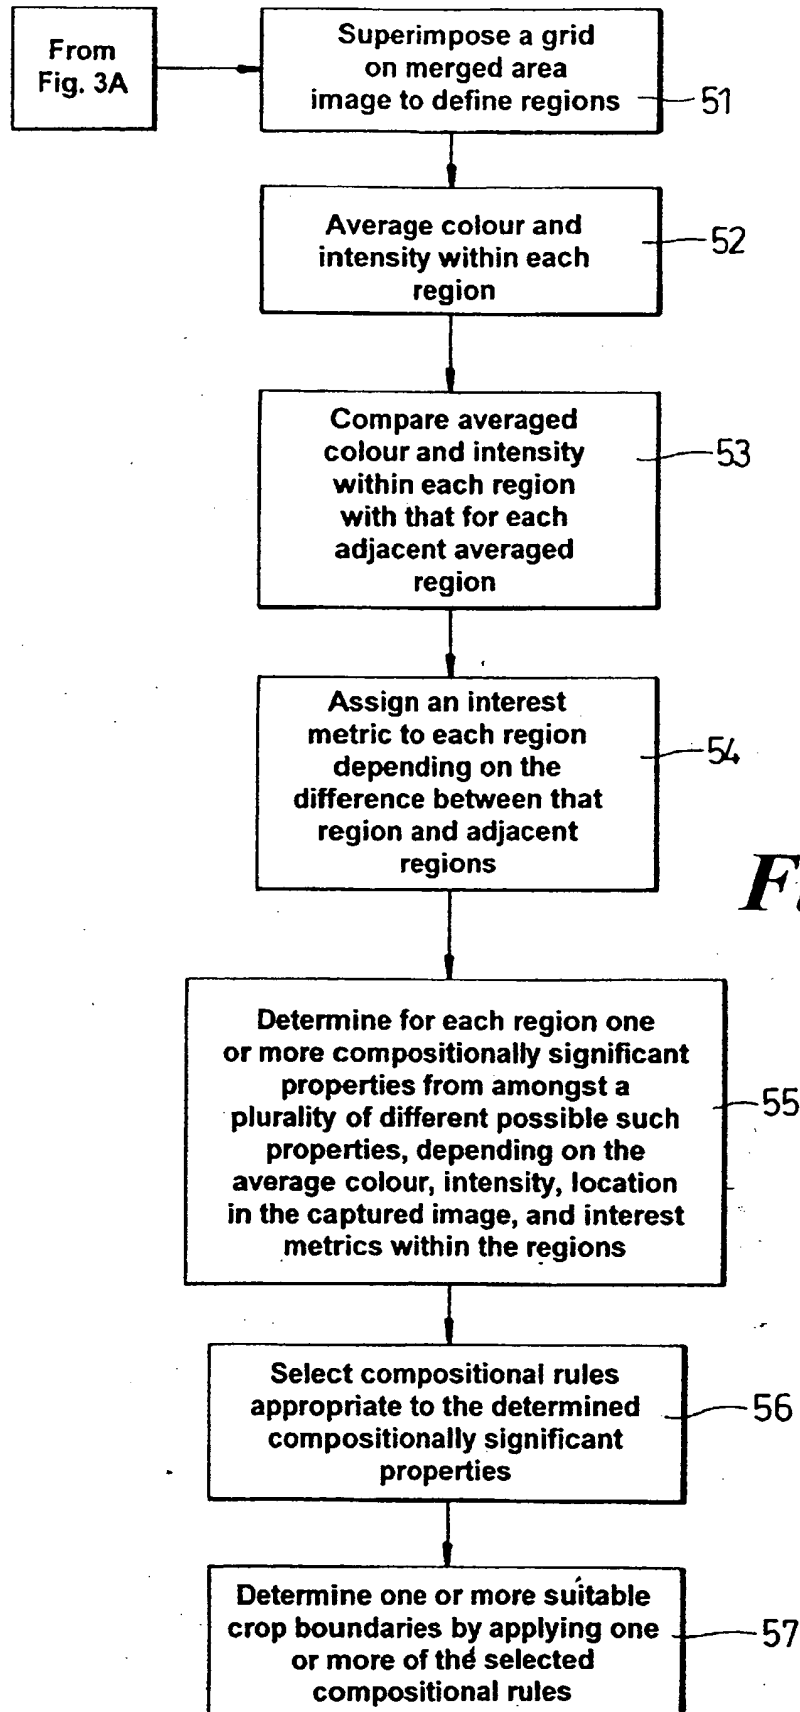 From
Fig. 3A
Superimpose a grid
on merged area
image to define regions
51
Average colour and
intensity within each
region
52
Compare averaged
colour and intensity
within each region
with that for each
adjacent averaged
region
53
Assign an interest
metric to each region
depending on the
difference between that
region and adjacent
regions
54
Determine for each region one
or more compositionally significant
properties from amongst a
plurality of different possible such
properties, depending on the
average colour, intensity, location
in the captured image, and interest
metrics within the regions
55
Select compositional rules
appropriate to the determined
compositionally significant
properties
56
Determine one or more suitable
crop boundaries by applying one
or more of the selected
compositional rules
57